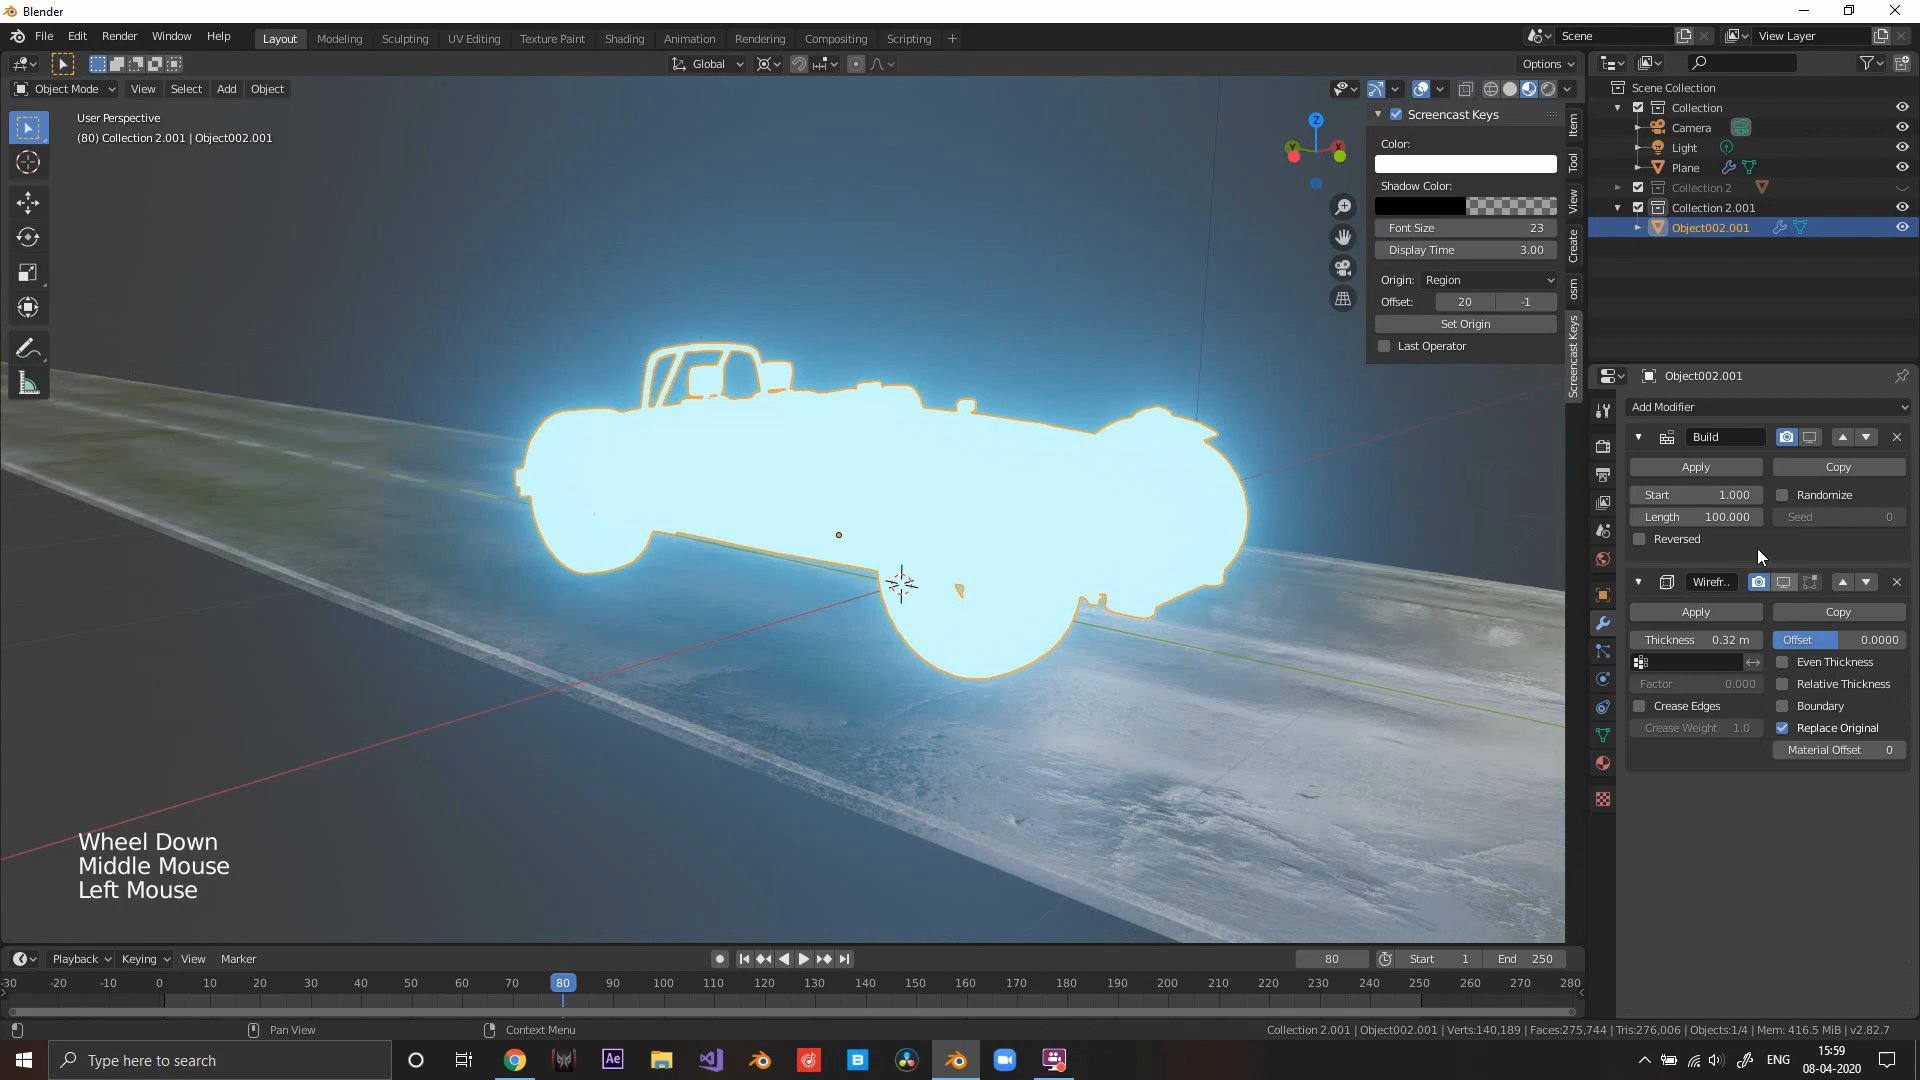 Blender
File Edit Render Window Help
Layout Modeling Sculpting UV Editing Texture Paint Shading Animation Rendering Compositing Scripting +
Scene
View Layer
Global
Options
Object Mode View Select Add Object
User Perspective
(80) Collection 2.001 | Object002.001
Z
Y
X
Screencast Keys
Color:
Shadow Color:
Font Size 23
Display Time 3.00
Origin: Region
Offset: 20 -1
Set Origin
Last Operator
Item
Tool
View
Create
osm
Screencast Keys
Scene Collection
Collection
Camera
Light
Plane
Collection 2
Collection 2.001
Object002.001
Object002.001
Add Modifier
Build
Apply Copy
Start 1.000 Randomize
Length 100.000 Seed 0
Reversed
Wirefr..
Apply Copy
Thickness 0.32 m Offset 0.0000
Even Thickness
Factor 0.000 Relative Thickness
Crease Edges Boundary
Crease Weight 1.0 Replace Original
Material Offset 0
Wheel Down
Middle Mouse
Left Mouse
Playback Keying View Marker
80 Start 1 End 250
-30 -20 -10 0 10 20 30 40 50 60 70 80 90 100 110 120 130 140 150 160 170 180 190 200 210 220 230 240 250 260 270 280
Pan View
Context Menu
Collection 2.001 | Object002.001 | Verts:140,189 | Faces:275,744 | Tris:276,006 | Objects:1/4 | Mem: 416.5 MiB | v2.82.7
Type here to search
Ae
B
ENG
15:59
08-04-2020